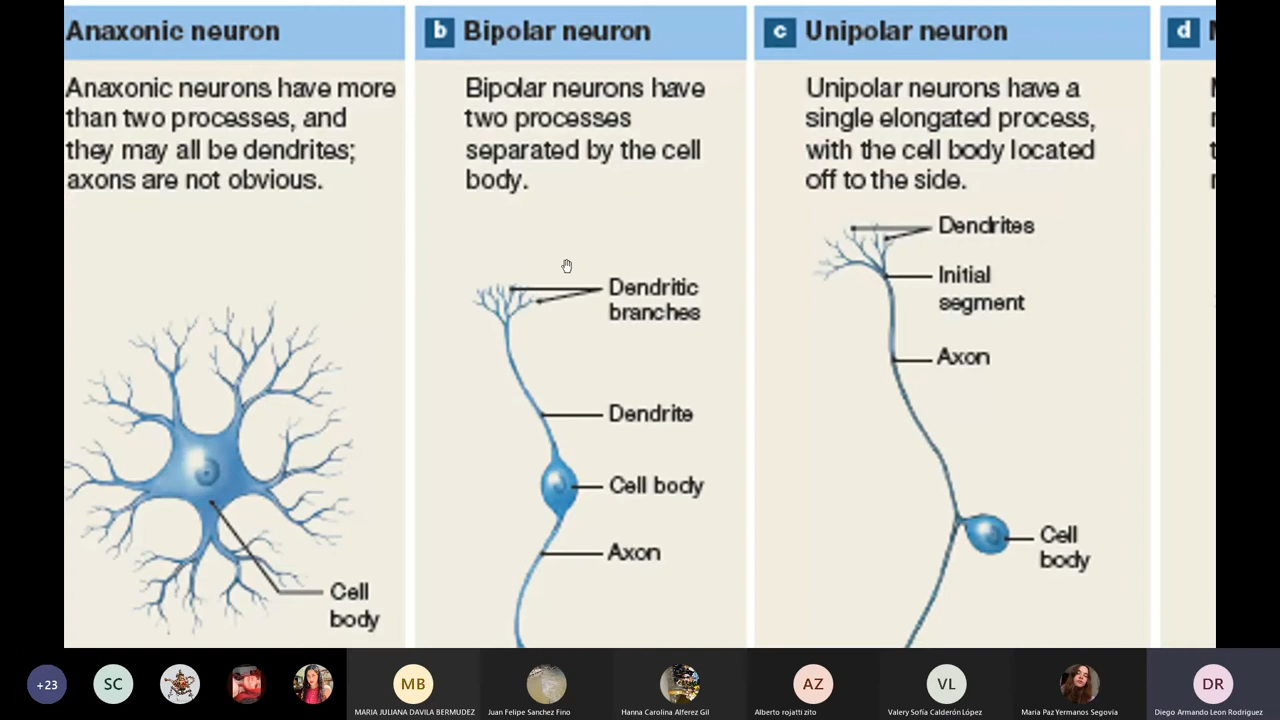 Anaxonic neuron
Anaxonic neurons have more
than two processes, and
they may all be dendrites;
axons are not obvious.
Cell
body
b Bipolar neuron
Bipolar neurons have
two processes
separated by the cell
body.
Dendritic
branches
Dendrite
Cell body
Axon
c Unipolar neuron
Unipolar neurons have a
single elongated process,
with the cell body located
off to the side.
Dendrites
Initial
segment
Axon
Cell
body
d
+23
SC
MB
AZ
VL
DR
MARIA JULIANA DAVILA BERMUDEZ
Juan Felipe Sanchez Fino
Hanna Carolina Alferez Gil
Alberto rojatti zito
Valery Sofía Calderón López
Maria Paz Yermanos Segovia
Diego Armando Leon Rodriguez